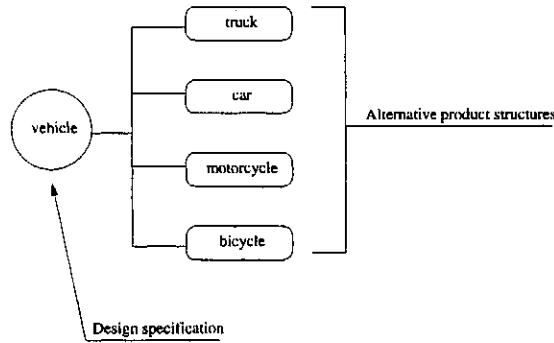 truck
car
vehicle
Alternative product structures
motorcycle
bicycle
Design specification